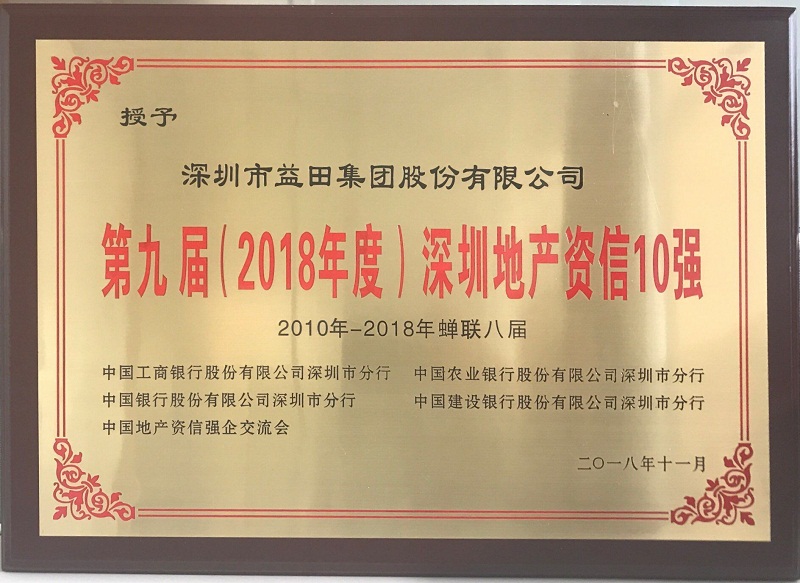 授予
深圳市益田集团股份有限公司
第九届(2018年度)深圳地产资信10强
2010年-2018年蝉联八届
中国工商银行股份有限公司深圳市分行 中国农业银行股份有限公司深圳市分行
中国银行股份有限公司深圳市分行 中国建设银行股份有限公司深圳市分行
中国地产资信强企交流会
二〇一八年十一月